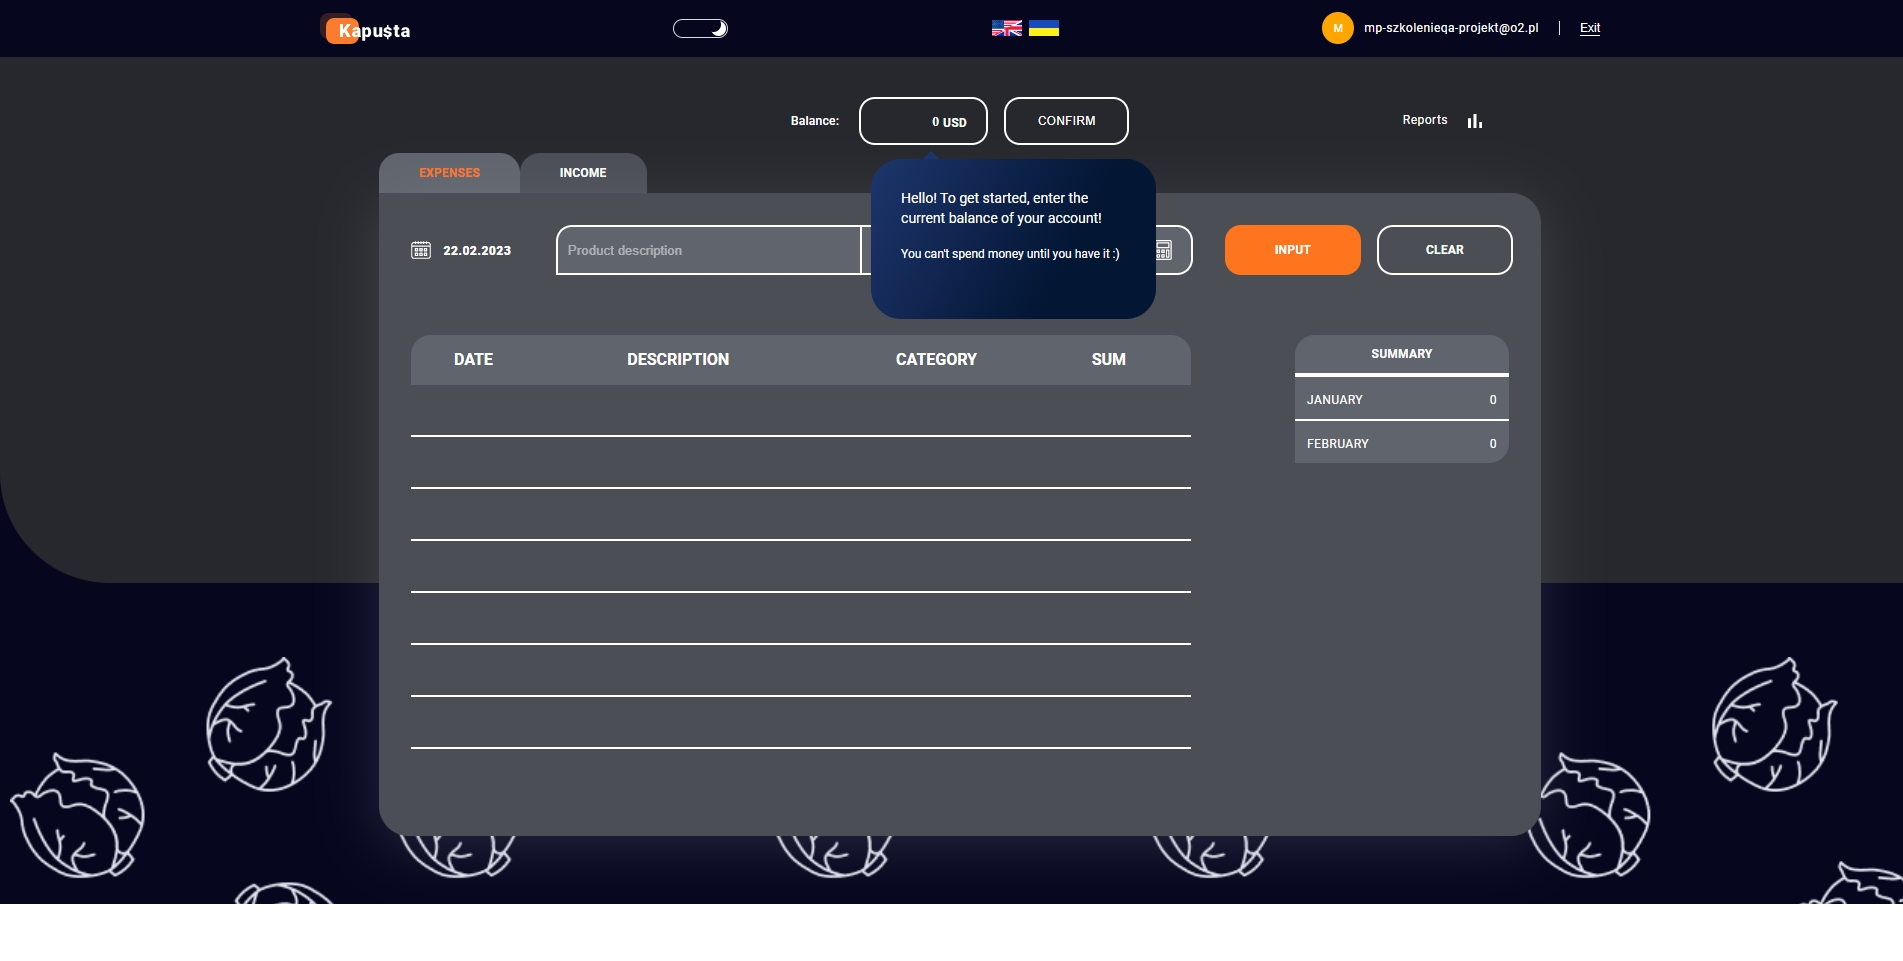 Kapu$ta
M
mp-szkolenieqa-projekt@o2.pl
Exit
Balance:
0 USD
CONFIRM
Reports
EXPENSES
INCOME
Hello! To get started, enter the
current balance of your account!
You can't spend money until you have it :)
22.02.2023
Product description
INPUT
CLEAR
DATE
DESCRIPTION
CATEGORY
SUM
SUMMARY
JANUARY
0
FEBRUARY
0